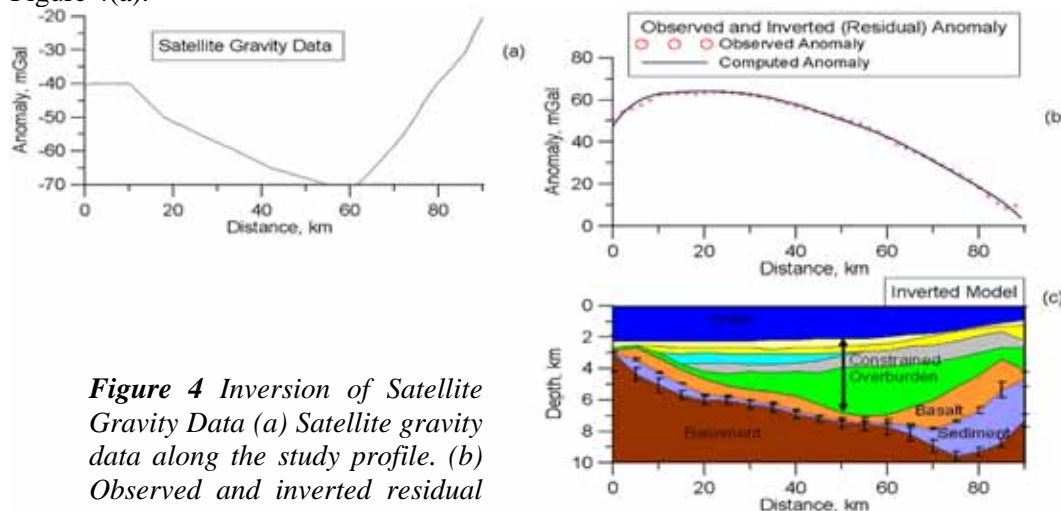 Figure 4(a).
-20
-30
-40
-50
-60
-70
Anomaly, mGal
Satellite Gravity Data
(a)
0 20 40 60 80
Distance, km
Observed and Inverted (Residual) Anomaly
Observed Anomaly
Computed Anomaly
80
60
40
20
0
Anomaly, mGal
(b)
0 20 40 60 80
Distance, km
Inverted Model
(c)
0
2
4
6
8
10
Depth, km
Water
Constrained
Overburden
Basalt
Sediment
Basement
0 20 40 60 80
Distance, km
Figure 4 Inversion of Satellite
Gravity Data (a) Satellite gravity
data along the study profile. (b)
Observed and inverted residual